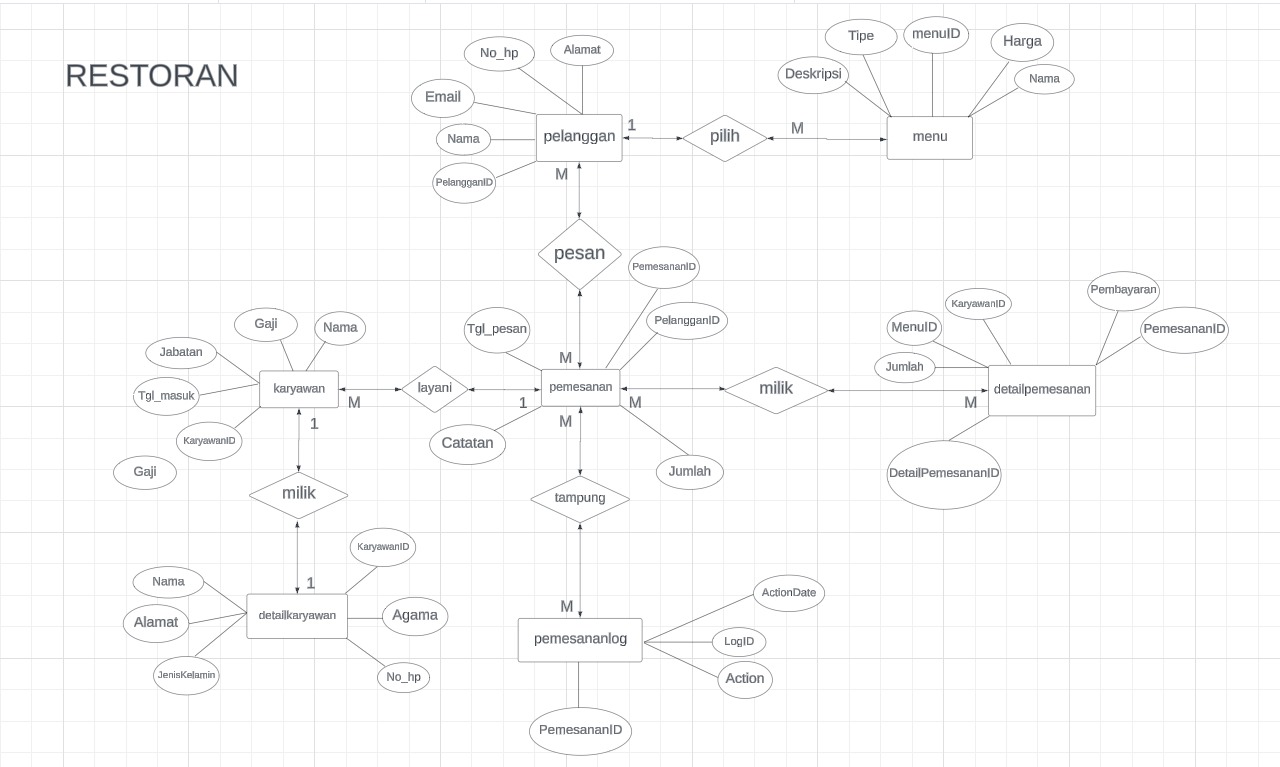 RESTORAN
No_hp
Alamat
Email
Nama
PelangganID
pelanggan
1
pilih
M
menu
Deskripsi
Tipe
menuID
Harga
Nama
M
pesan
M
PemesananID
PelangganID
Tgl_pesan
pemesanan
Catatan
Jumlah
1
layani
M
karyawan
Gaji
Nama
Jabatan
Tgl_masuk
KaryawanID
Gaji
1
milik
1
detailkaryawan
KaryawanID
Nama
Alamat
JenisKelamin
Agama
No_hp
M
milik
M
detailpemesanan
KaryawanID
MenuID
Jumlah
Pembayaran
PemesananID
DetailPemesananID
M
tampung
M
pemesananlog
ActionDate
LogID
Action
PemesananID